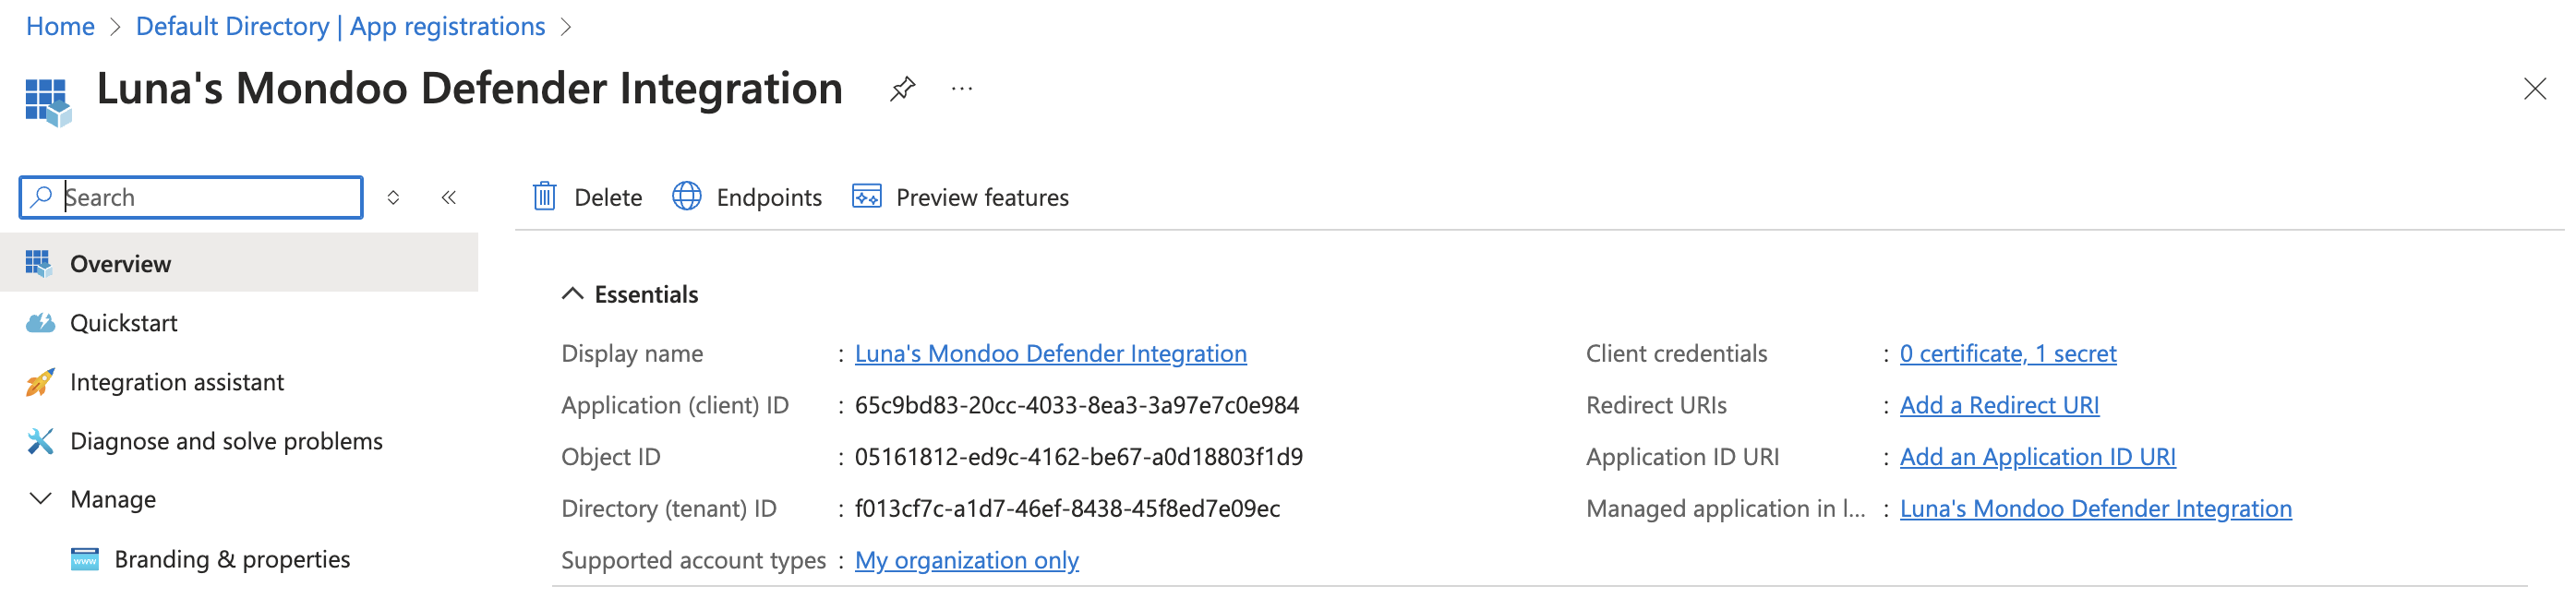 Home > Default Directory | App registrations >
Luna's Mondoo Defender Integration ...
Search
Delete Endpoints Preview features
Overview
Quickstart
Integration assistant
Diagnose and solve problems
Manage
www Branding & properties
Essentials
Display name : Luna's Mondoo Defender Integration
Application (client) ID : 65c9bd83-20cc-4033-8ea3-3a97e7c0e984
Object ID : 05161812-ed9c-4162-be67-a0d18803f1d9
Directory (tenant) ID : f013cf7c-a1d7-46ef-8438-45f8ed7e09ec
Supported account types : My organization only
Client credentials : 0 certificate, 1 secret
Redirect URIs : Add a Redirect URI
Application ID URI : Add an Application ID URI
Managed application in l... : Luna's Mondoo Defender Integration